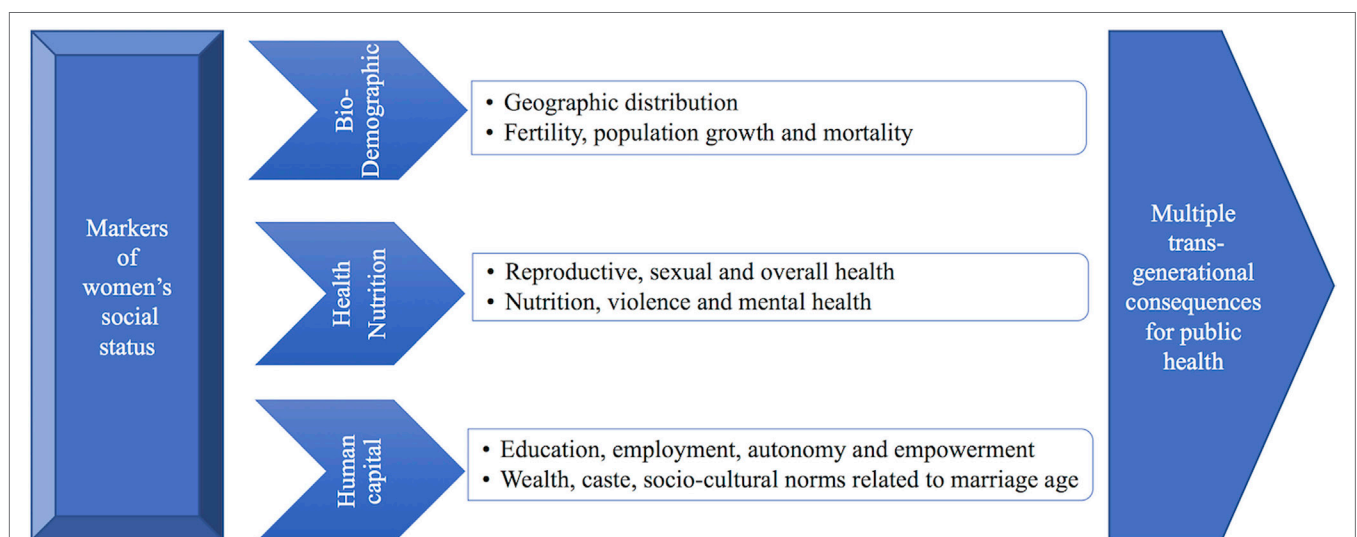 Markers
of
women’s
social
status
Bio-
Demographic
• Geographic distribution
• Fertility, population growth and mortality
Health
Nutrition
• Reproductive, sexual and overall health
• Nutrition, violence and mental health
Human
capital
• Education, employment, autonomy and empowerment
• Wealth, caste, socio-cultural norms related to marriage age
Multiple
trans-
generational
consequences
for public
health